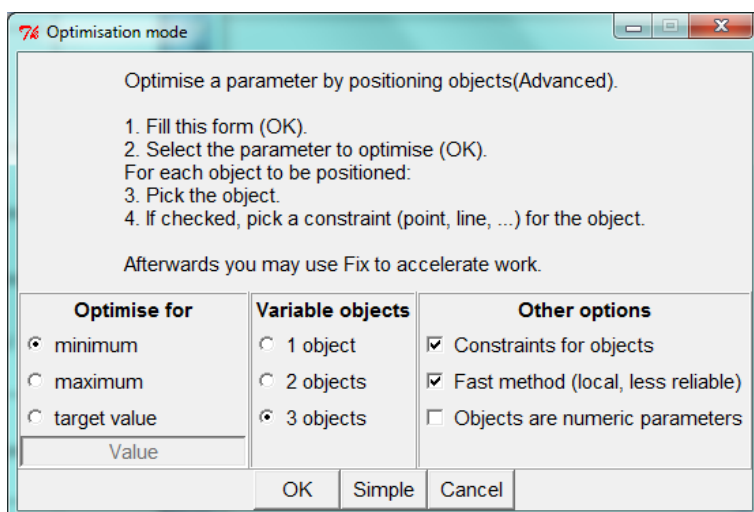 Optimisation mode
Optimise a parameter by positioning objects(Advanced).
1. Fill this form (OK).
2. Select the parameter to optimise (OK).
For each object to be positioned:
3. Pick the object.
4. If checked, pick a constraint (point, line, ...) for the object.
Afterwards you may use Fix to accelerate work.
Optimise for
minimum
maximum
target value
Value
Variable objects
1 object
2 objects
3 objects
Other options
Constraints for objects
Fast method (local, less reliable)
Objects are numeric parameters
OK Simple Cancel